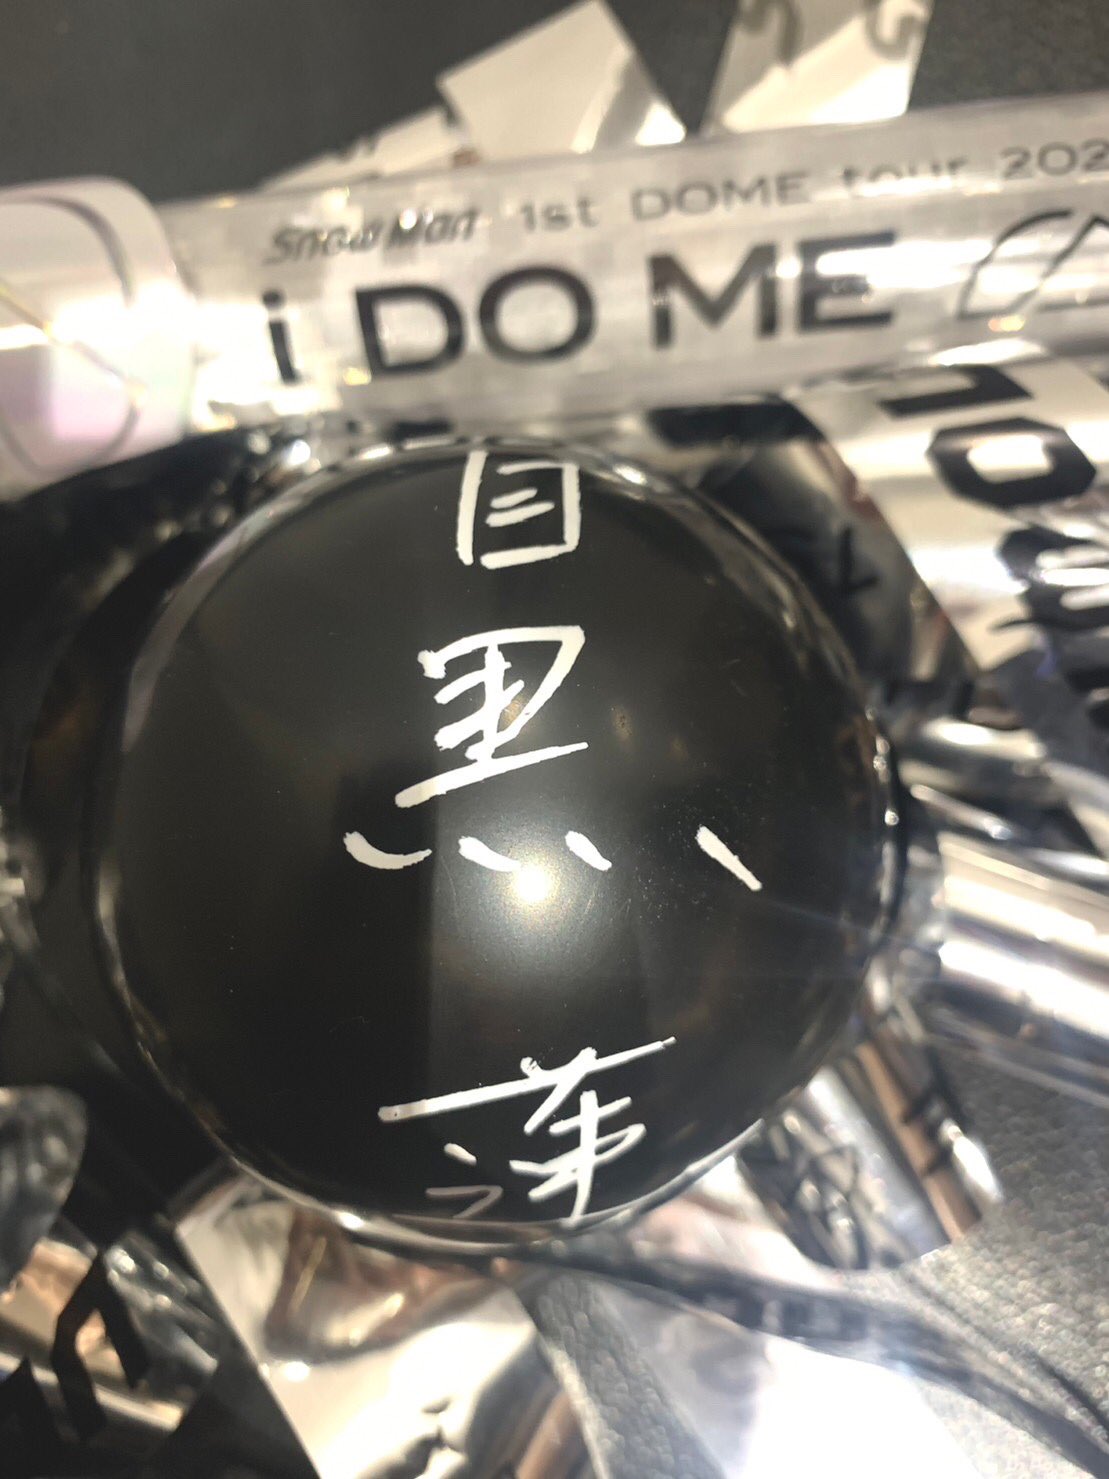 Snow Man 1st DOME tour 202
i DO ME
目
黒
蓮